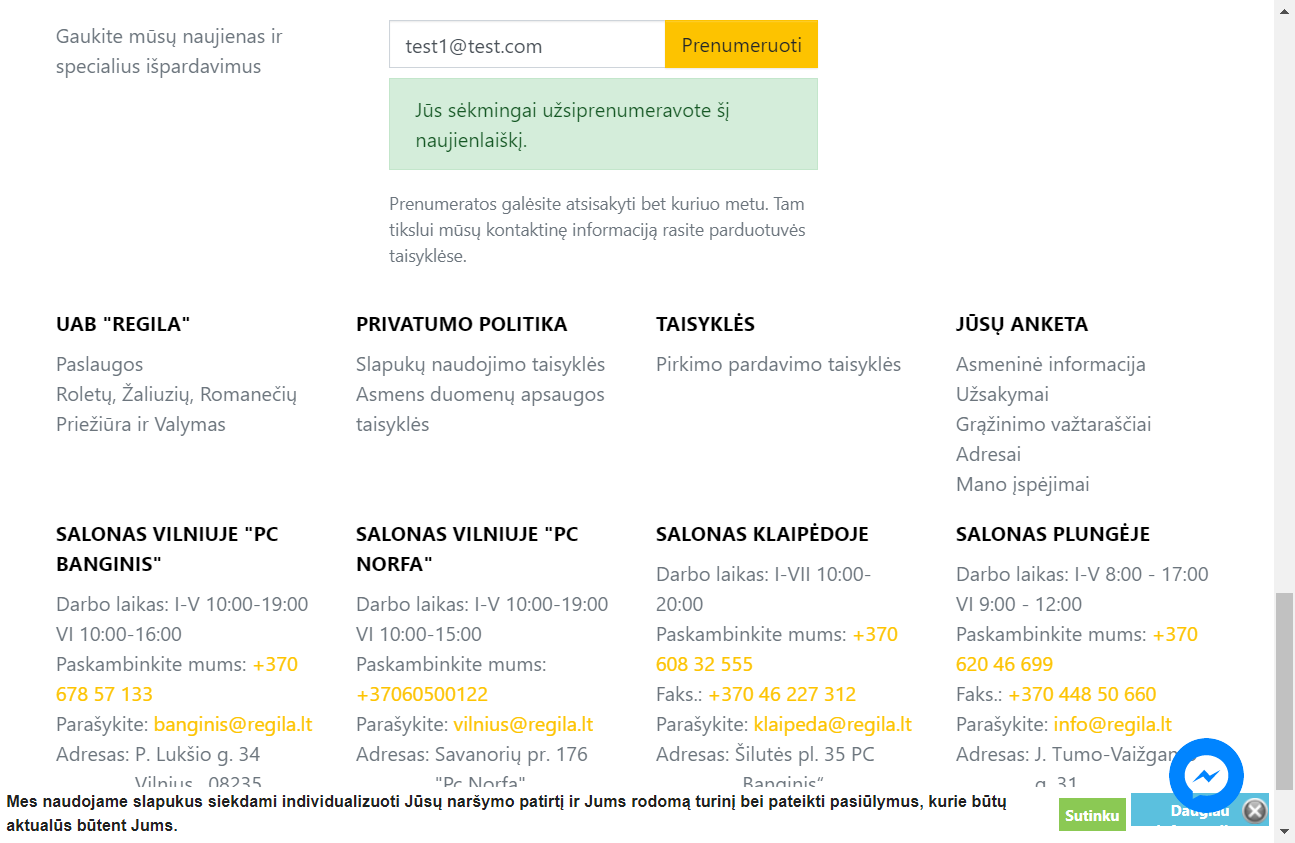 Gaukite mūsų naujienas ir
specialius išpardavimus
test1@test.com
Prenumeruoti
Jūs sėkmingai užsiprenumeravote šį
naujienlaiškį.
Prenumeratos galėsite atsisakyti bet kuriuo metu. Tam
tikslui mūsų kontaktinę informaciją rasite parduotuvės
taisyklėse.
UAB "REGILA"
Paslaugos
Roletų, Žaliuzių, Romanečių
Priežiūra ir Valymas
PRIVATUMO POLITIKA
Slapukų naudojimo taisyklės
Asmens duomenų apsaugos
taisyklės
TAISYKLĖS
Pirkimo pardavimo taisyklės
JŪSŲ ANKETA
Asmeninė informacija
Užsakymai
Grąžinimo važtaraščiai
Adresai
Mano įspėjimai
SALONAS VILNIUJE "PC
BANGINIS"
Darbo laikas: I-V 10:00-19:00
VI 10:00-16:00
Paskambinkite mums: +370
678 57 133
Parašykite: banginis@regila.lt
Adresas: P. Lukšio g. 34
Vilnius, 08235
SALONAS VILNIUJE "PC
NORFA"
Darbo laikas: I-V 10:00-19:00
VI 10:00-15:00
Paskambinkite mums:
+37060500122
Parašykite: vilnius@regila.lt
Adresas: Savanorių pr. 176
"Pc Norfa"
SALONAS KLAIPĖDOJE
Darbo laikas: I-VII 10:00-
20:00
Paskambinkite mums: +370
608 32 555
Faks.: +370 46 227 312
Parašykite: klaipeda@regila.lt
Adresas: Šilutės pl. 35 PC
„Banginis“
SALONAS PLUNGĖJE
Darbo laikas: I-V 8:00 - 17:00
VI 9:00 - 12:00
Paskambinkite mums: +370
620 46 699
Faks.: +370 448 50 660
Parašykite: info@regila.lt
Adresas: J. Tumo-Vaižgan
g. 31
Mes naudojame slapukus siekdami individualizuoti Jūsų naršymo patirtį ir Jums rodomą turinį bei pateikti pasiūlymus, kurie būtų
aktualūs būtent Jums.
Sutinku
Daugiau